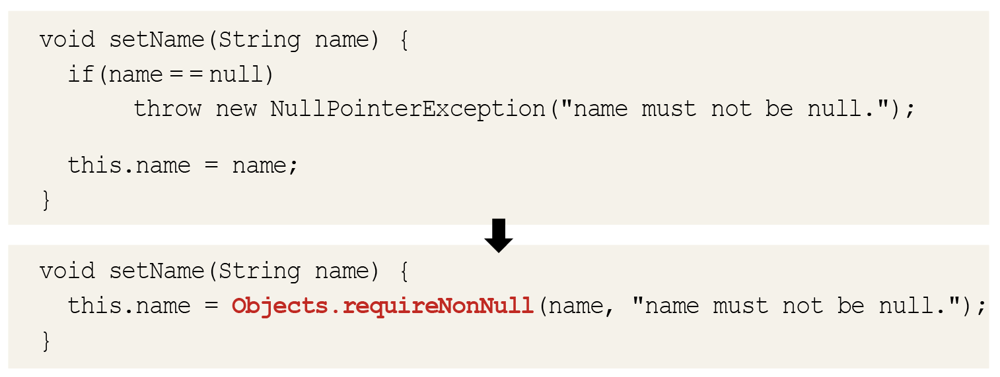 void setName(String name) {
if(name==null)
throw new NullPointerException("name must not be null.");
this.name = name;
}
void setName(String name) {
this.name = Objects.requireNonNull(name, "name must not be null.");
}